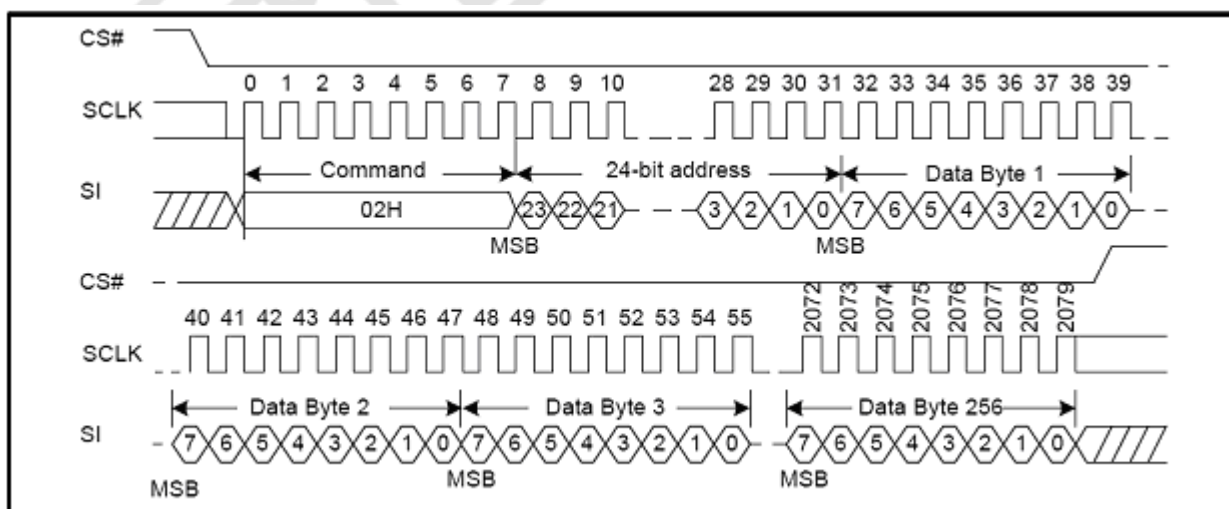 CS#
0 1 2 3 4 5 6 7 8 9 10 28 29 30 31 32 33 34 35 36 37 38 39
SCLK
Command 24-bit address Data Byte 1
SI
02H 23 22 21 3 2 1 0 7 6 5 4 3 2 1 0
MSB MSB
CS#
40 41 42 43 44 45 46 47 48 49 50 51 52 53 54 55 2072 2073 2074 2075 2076 2077 2078 2079
SCLK
Data Byte 2 Data Byte 3 Data Byte 256
SI
7 6 5 4 3 2 1 0 7 6 5 4 3 2 1 0 7 6 5 4 3 2 1 0
MSB MSB MSB